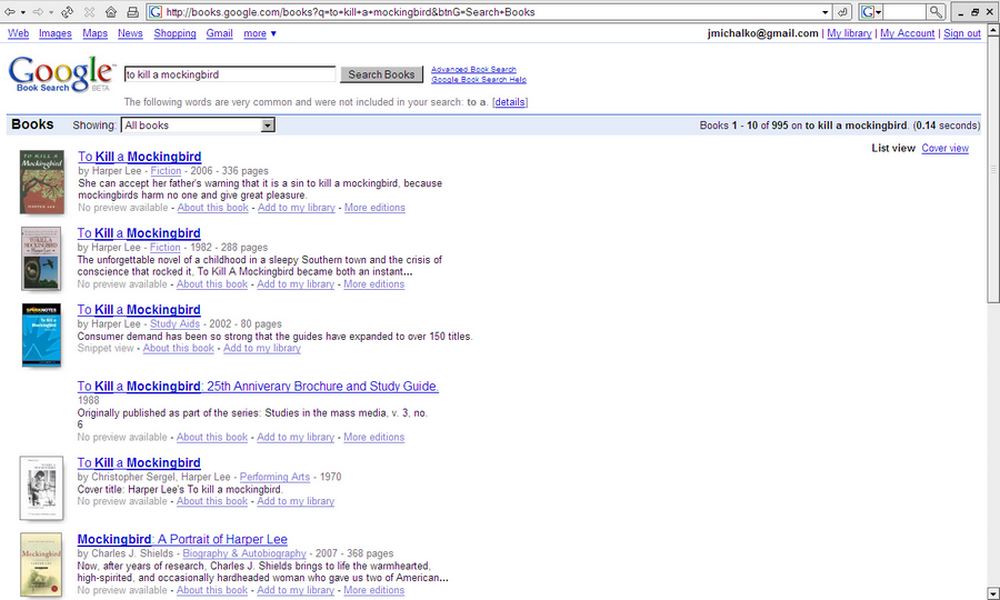 http://books.google.com/books?q=to+kill+a+mockingbird&btnG=Search+Books
Web Images Maps News Shopping Gmail more ▼
jmichalko@gmail.com | My library | My Account | Sign out
Google™
Book Search BETA
to kill a mockingbird
Search Books
Advanced Book Search
Google Book Search Help
The following words are very common and were not included in your search: to a. [details]
Books Showing: All books
Books 1 - 10 of 995 on to kill a mockingbird. (0.14 seconds)
List view Cover view
To Kill a Mockingbird
by Harper Lee - Fiction - 2006 - 336 pages
She can accept her father's warning that it is a sin to kill a mockingbird, because
mockingbirds harm no one and give great pleasure.
No preview available - About this book - Add to my library - More editions
To Kill a Mockingbird
by Harper Lee - Fiction - 1982 - 288 pages
The unforgettable novel of a childhood in a sleepy Southern town and the crisis of
conscience that rocked it, To Kill A Mockingbird became both an instant...
No preview available - About this book - Add to my library - More editions
SPARKNOTES
To Kill a Mockingbird
by Harper Lee - Study Aids - 2002 - 80 pages
Consumer demand has been so strong that the guides have expanded to over 150 titles.
Snippet view - About this book - Add to my library
To Kill a Mockingbird: 25th Anniverary Brochure and Study Guide.
1988
Originally published as part of the series: Studies in the mass media, v. 3, no.
6
No preview available - About this book - Add to my library - More editions
To Kill a Mockingbird
by Christopher Sergel, Harper Lee - Performing Arts - 1970
Cover title: Harper Lee's To kill a mockingbird.
No preview available - About this book - Add to my library
Mockingbird
Mockingbird: A Portrait of Harper Lee
by Charles J. Shields - Biography & Autobiography - 2007 - 368 pages
Now, after years of research, Charles J. Shields brings to life the warmhearted,
high-spirited, and occasionally hardheaded woman who gave us two of American...
No preview available - About this book - Add to my library - More editions